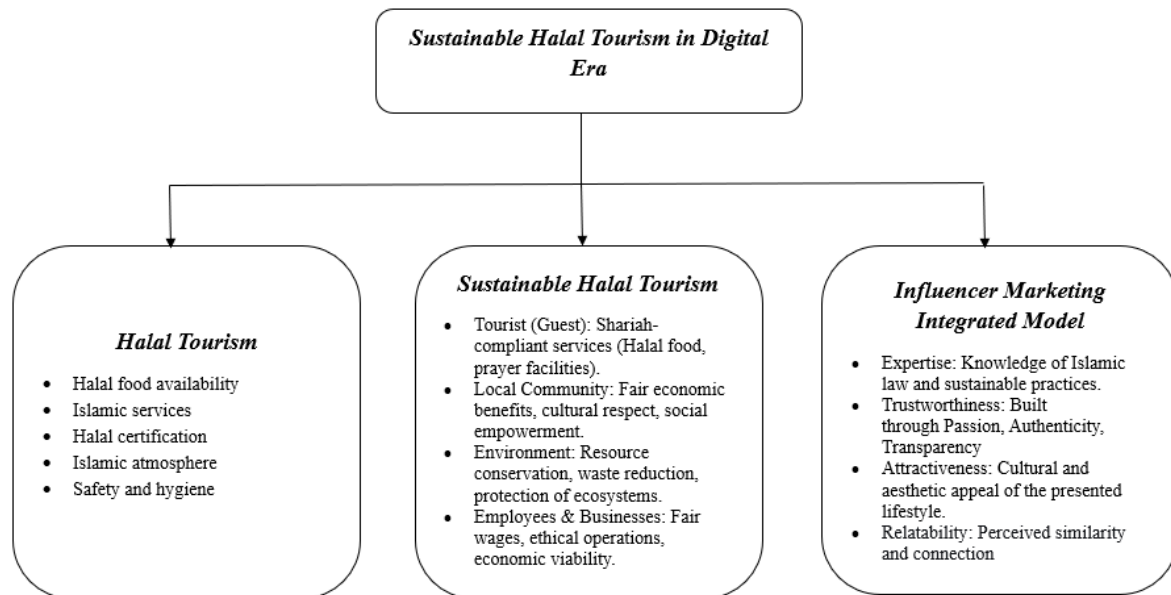 Sustainable Halal Tourism in Digital
Era
Halal Tourism
• Halal food availability
• Islamic services
• Halal certification
• Islamic atmosphere
• Safety and hygiene
Sustainable Halal Tourism
• Tourist (Guest): Shariah-
compliant services (Halal food,
prayer facilities).
• Local Community: Fair economic
benefits, cultural respect, social
empowerment.
• Environment: Resource
conservation, waste reduction,
protection of ecosystems.
• Employees & Businesses: Fair
wages, ethical operations,
economic viability.
Influencer Marketing
Integrated Model
• Expertise: Knowledge of Islamic
law and sustainable practices.
• Trustworthiness: Built
through Passion, Authenticity,
Transparency
• Attractiveness: Cultural and
aesthetic appeal of the presented
lifestyle.
• Relatability: Perceived similarity
and connection